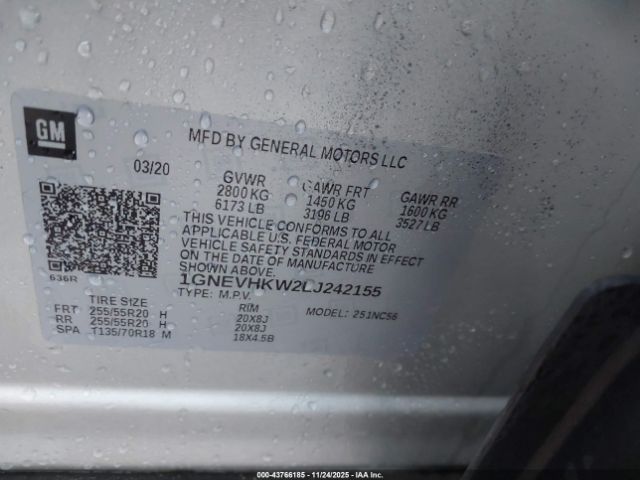 GM
MFD BY GENERAL MOTORS LLC
03/20
GVWR GAWR FRT GAWR RR
2800 KG 1450 KG 1600 KG
6173 LB 3196 LB 3527 LB
THIS VEHICLE CONFORMS TO ALL
APPLICABLE U.S. FEDERAL MOTOR
VEHICLE SAFETY STANDARDS IN EFFECT
ON THE DATE OF MANUFACTURE
SHOWN ABOVE.
636R
1GNEVHKW2LJ242155
TYPE: M.P.V. MODEL: 251NC56
TIRE SIZE RIM
FRT 255/55R20 H 20X8J
RR 255/55R20 H 20X8J
SPA T135/70R18 M 18X4.5B
© 43766185 - 11/24/2025 - IAA Inc.